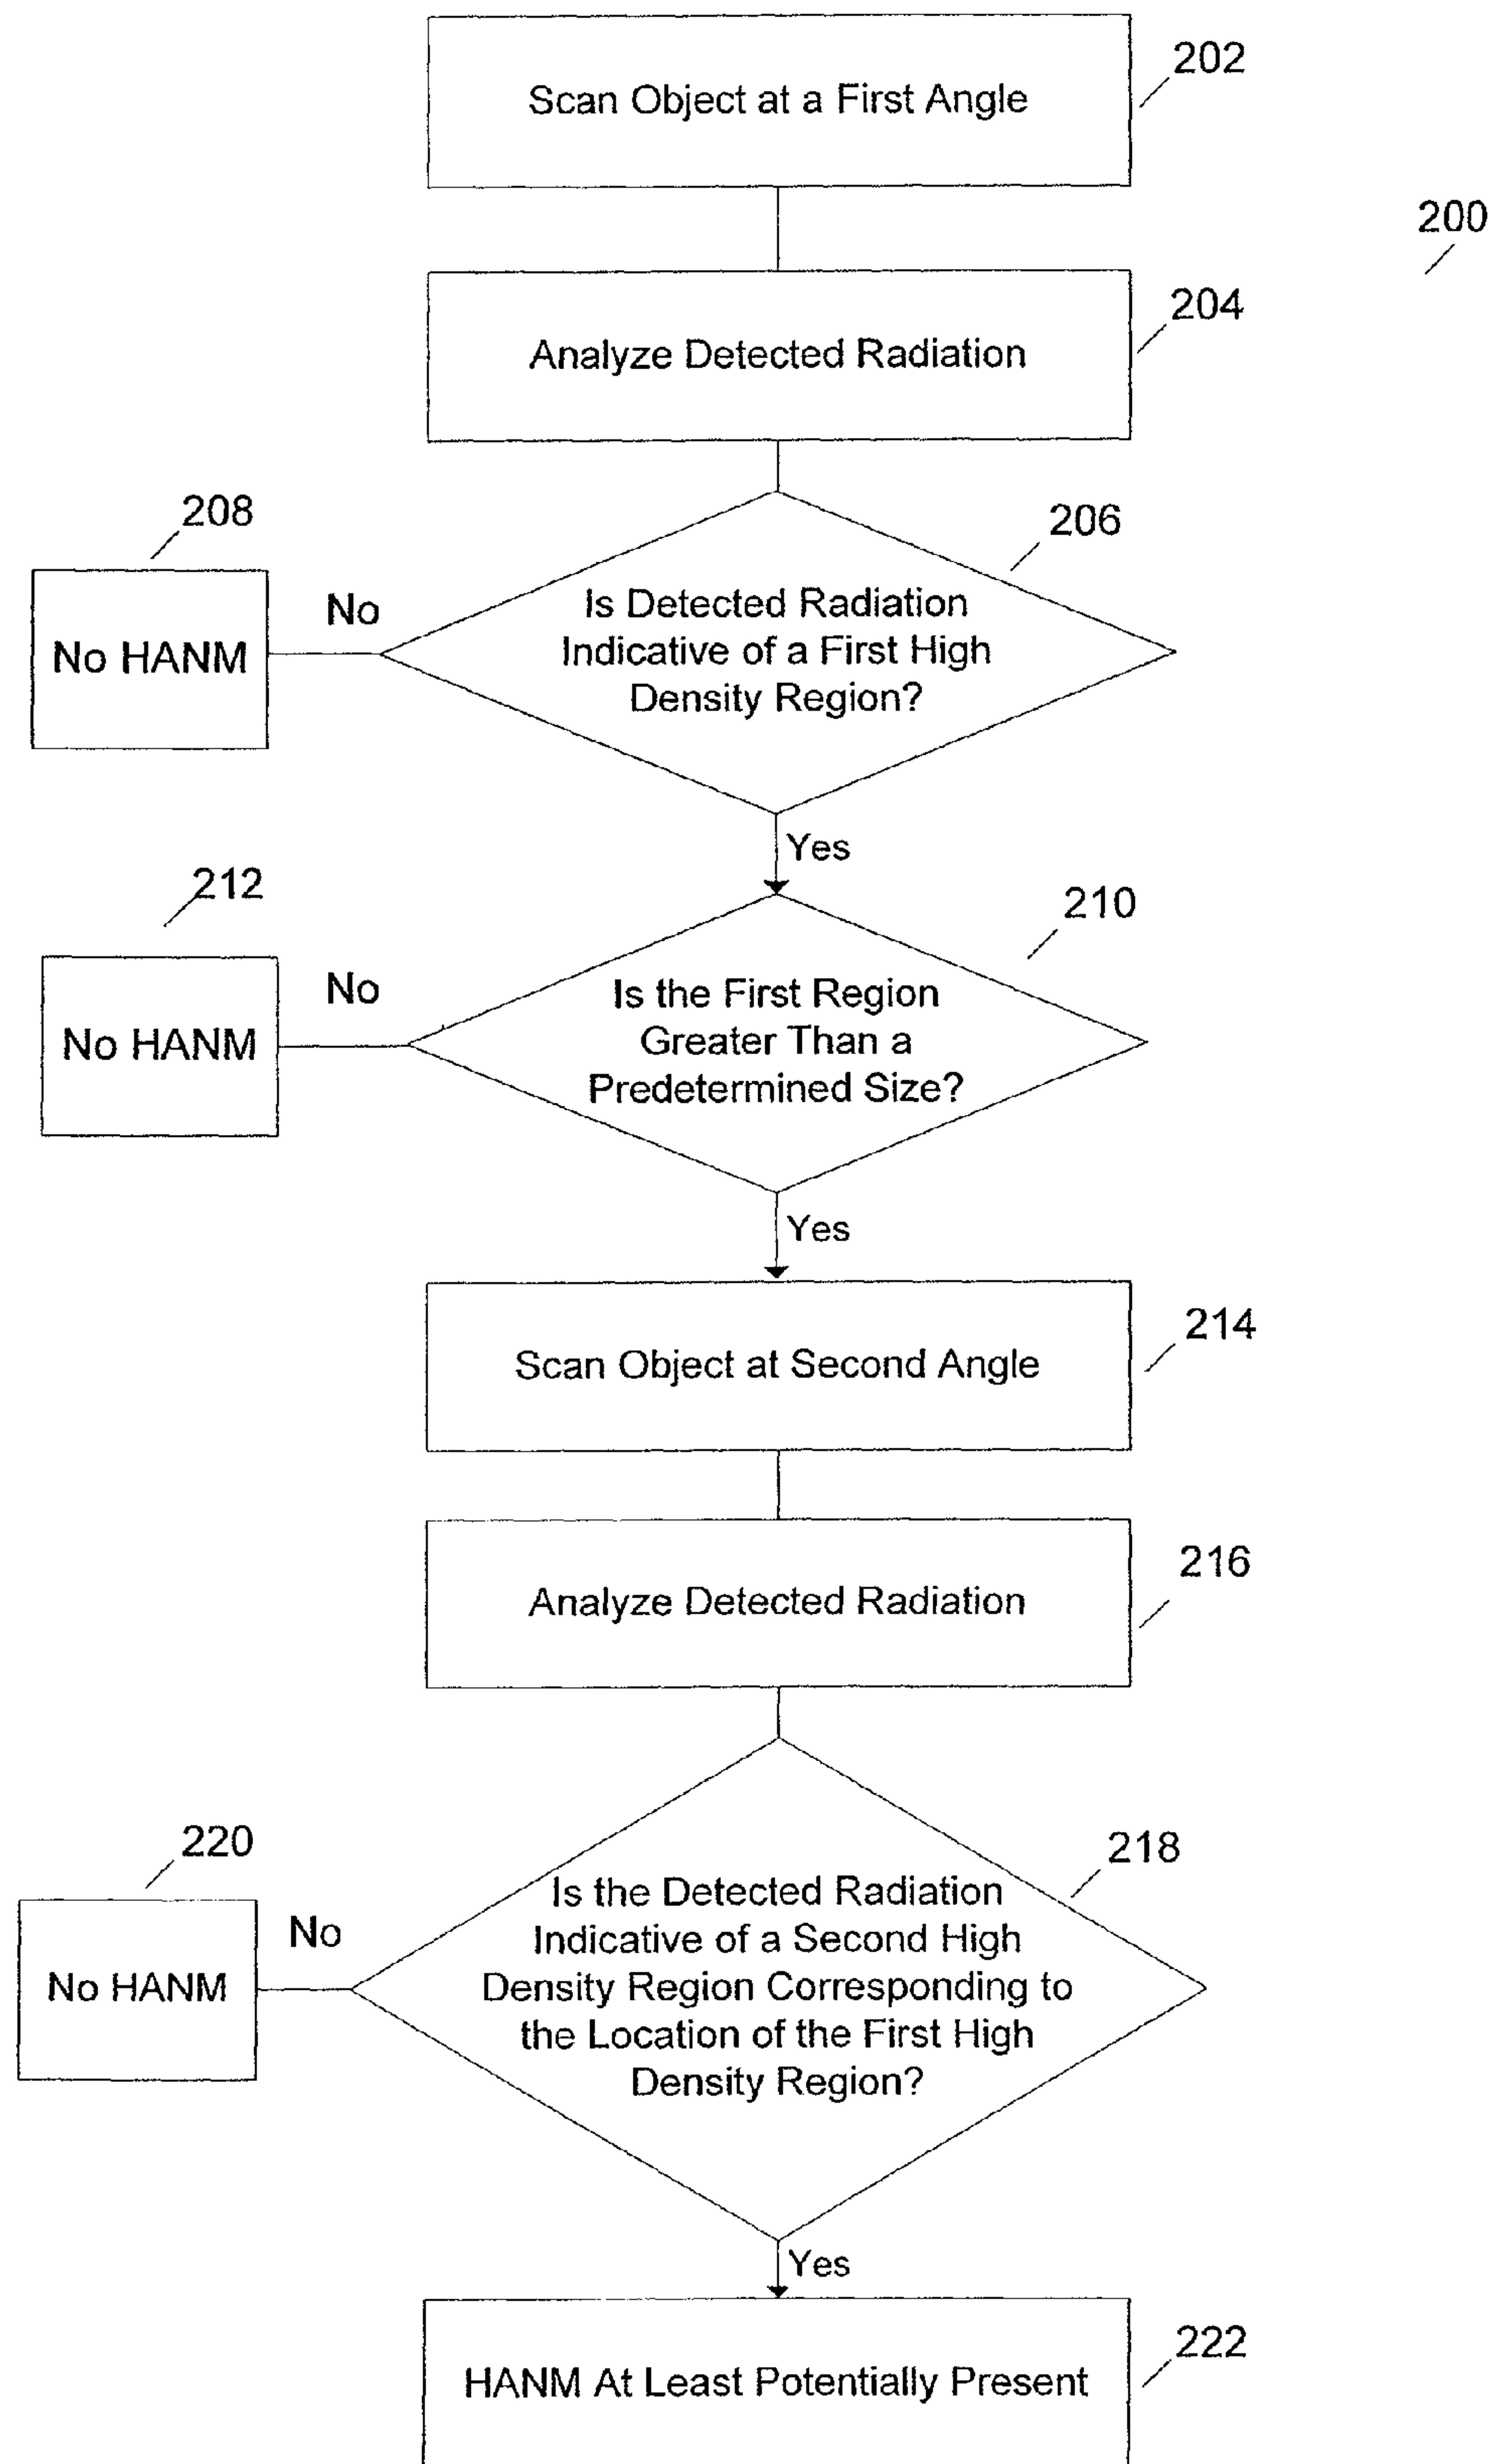 202
Scan Object at a First Angle
200
204
Analyze Detected Radiation
208
206
No HANM
No
Is Detected Radiation
Indicative of a First High
Density Region?
Yes
212
210
No HANM
No
Is the First Region
Greater Than a
Predetermined Size?
Yes
214
Scan Object at Second Angle
216
Analyze Detected Radiation
220
218
No HANM
No
Is the Detected Radiation
Indicative of a Second High
Density Region Corresponding to
the Location of the First High
Density Region?
Yes
222
HANM At Least Potentially Present